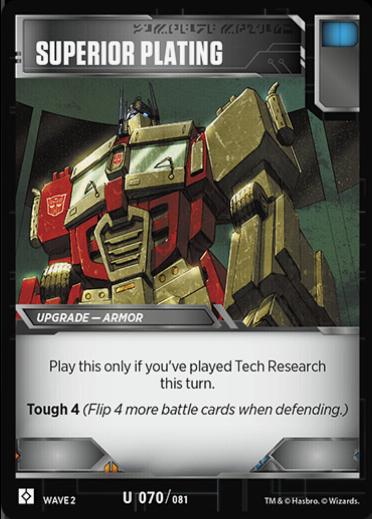 SUPERIOR PLATING
UPGRADE — ARMOR
Play this only if you've played Tech Research
this turn.
Tough 4 (Flip 4 more battle cards when defending.)
WAVE 2
U 070/081
TM & © Hasbro. © Wizards.